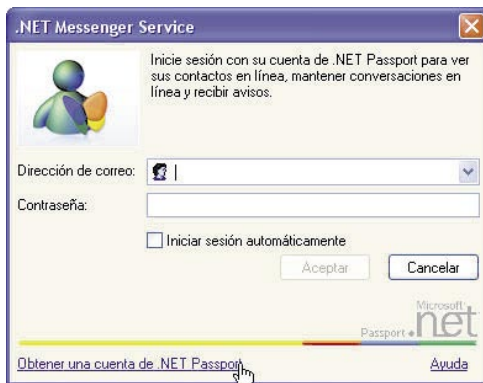 .NET Messenger Service
Inicie sesión con su cuenta de .NET Passport para ver
sus contactos en línea, mantener conversaciones en
línea y recibir avisos.
Dirección de correo:
Contraseña:
Iniciar sesión automáticamente
Aceptar
Cancelar
Microsoft
Passport .net
Obtener una cuenta de .NET Passport
Ayuda